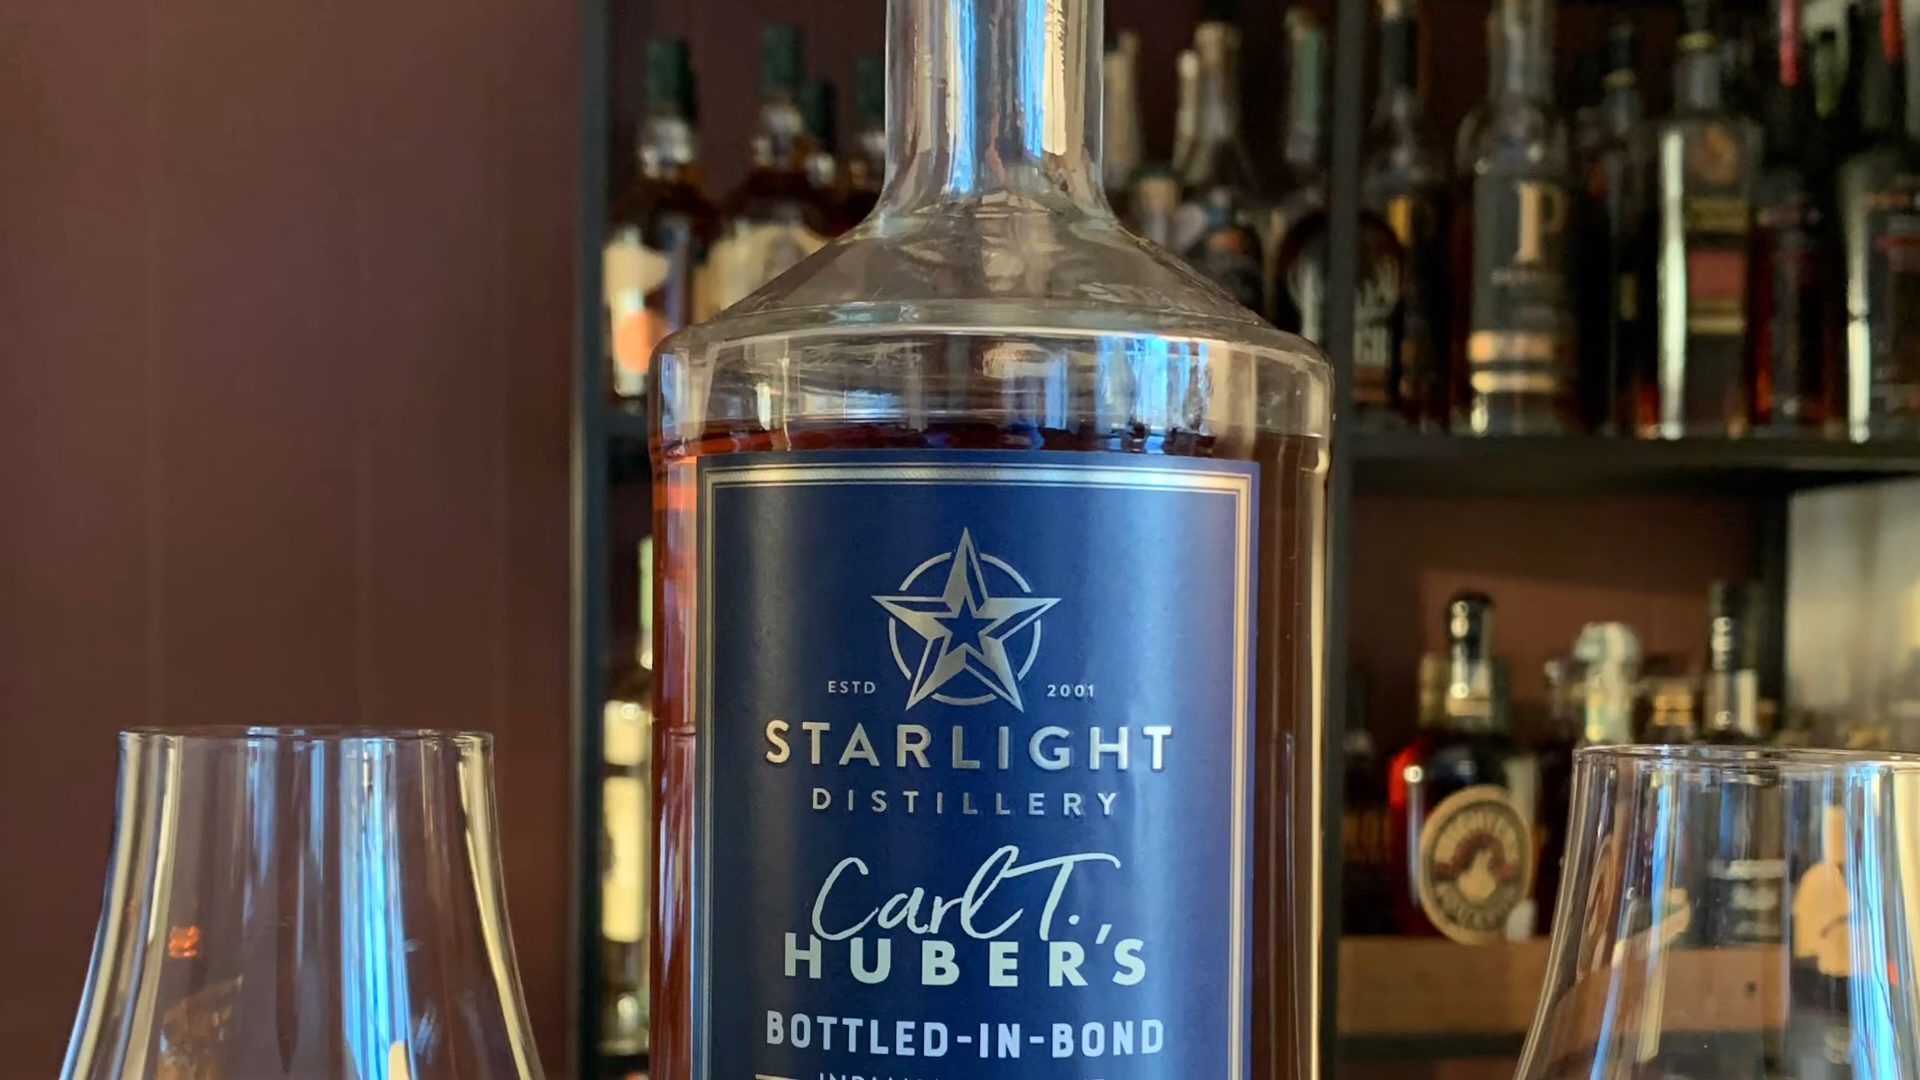 ESTD 2001
STARLIGHT
DISTILLERY
Carl T.
HUBER'S
BOTTLED-IN-BOND
P